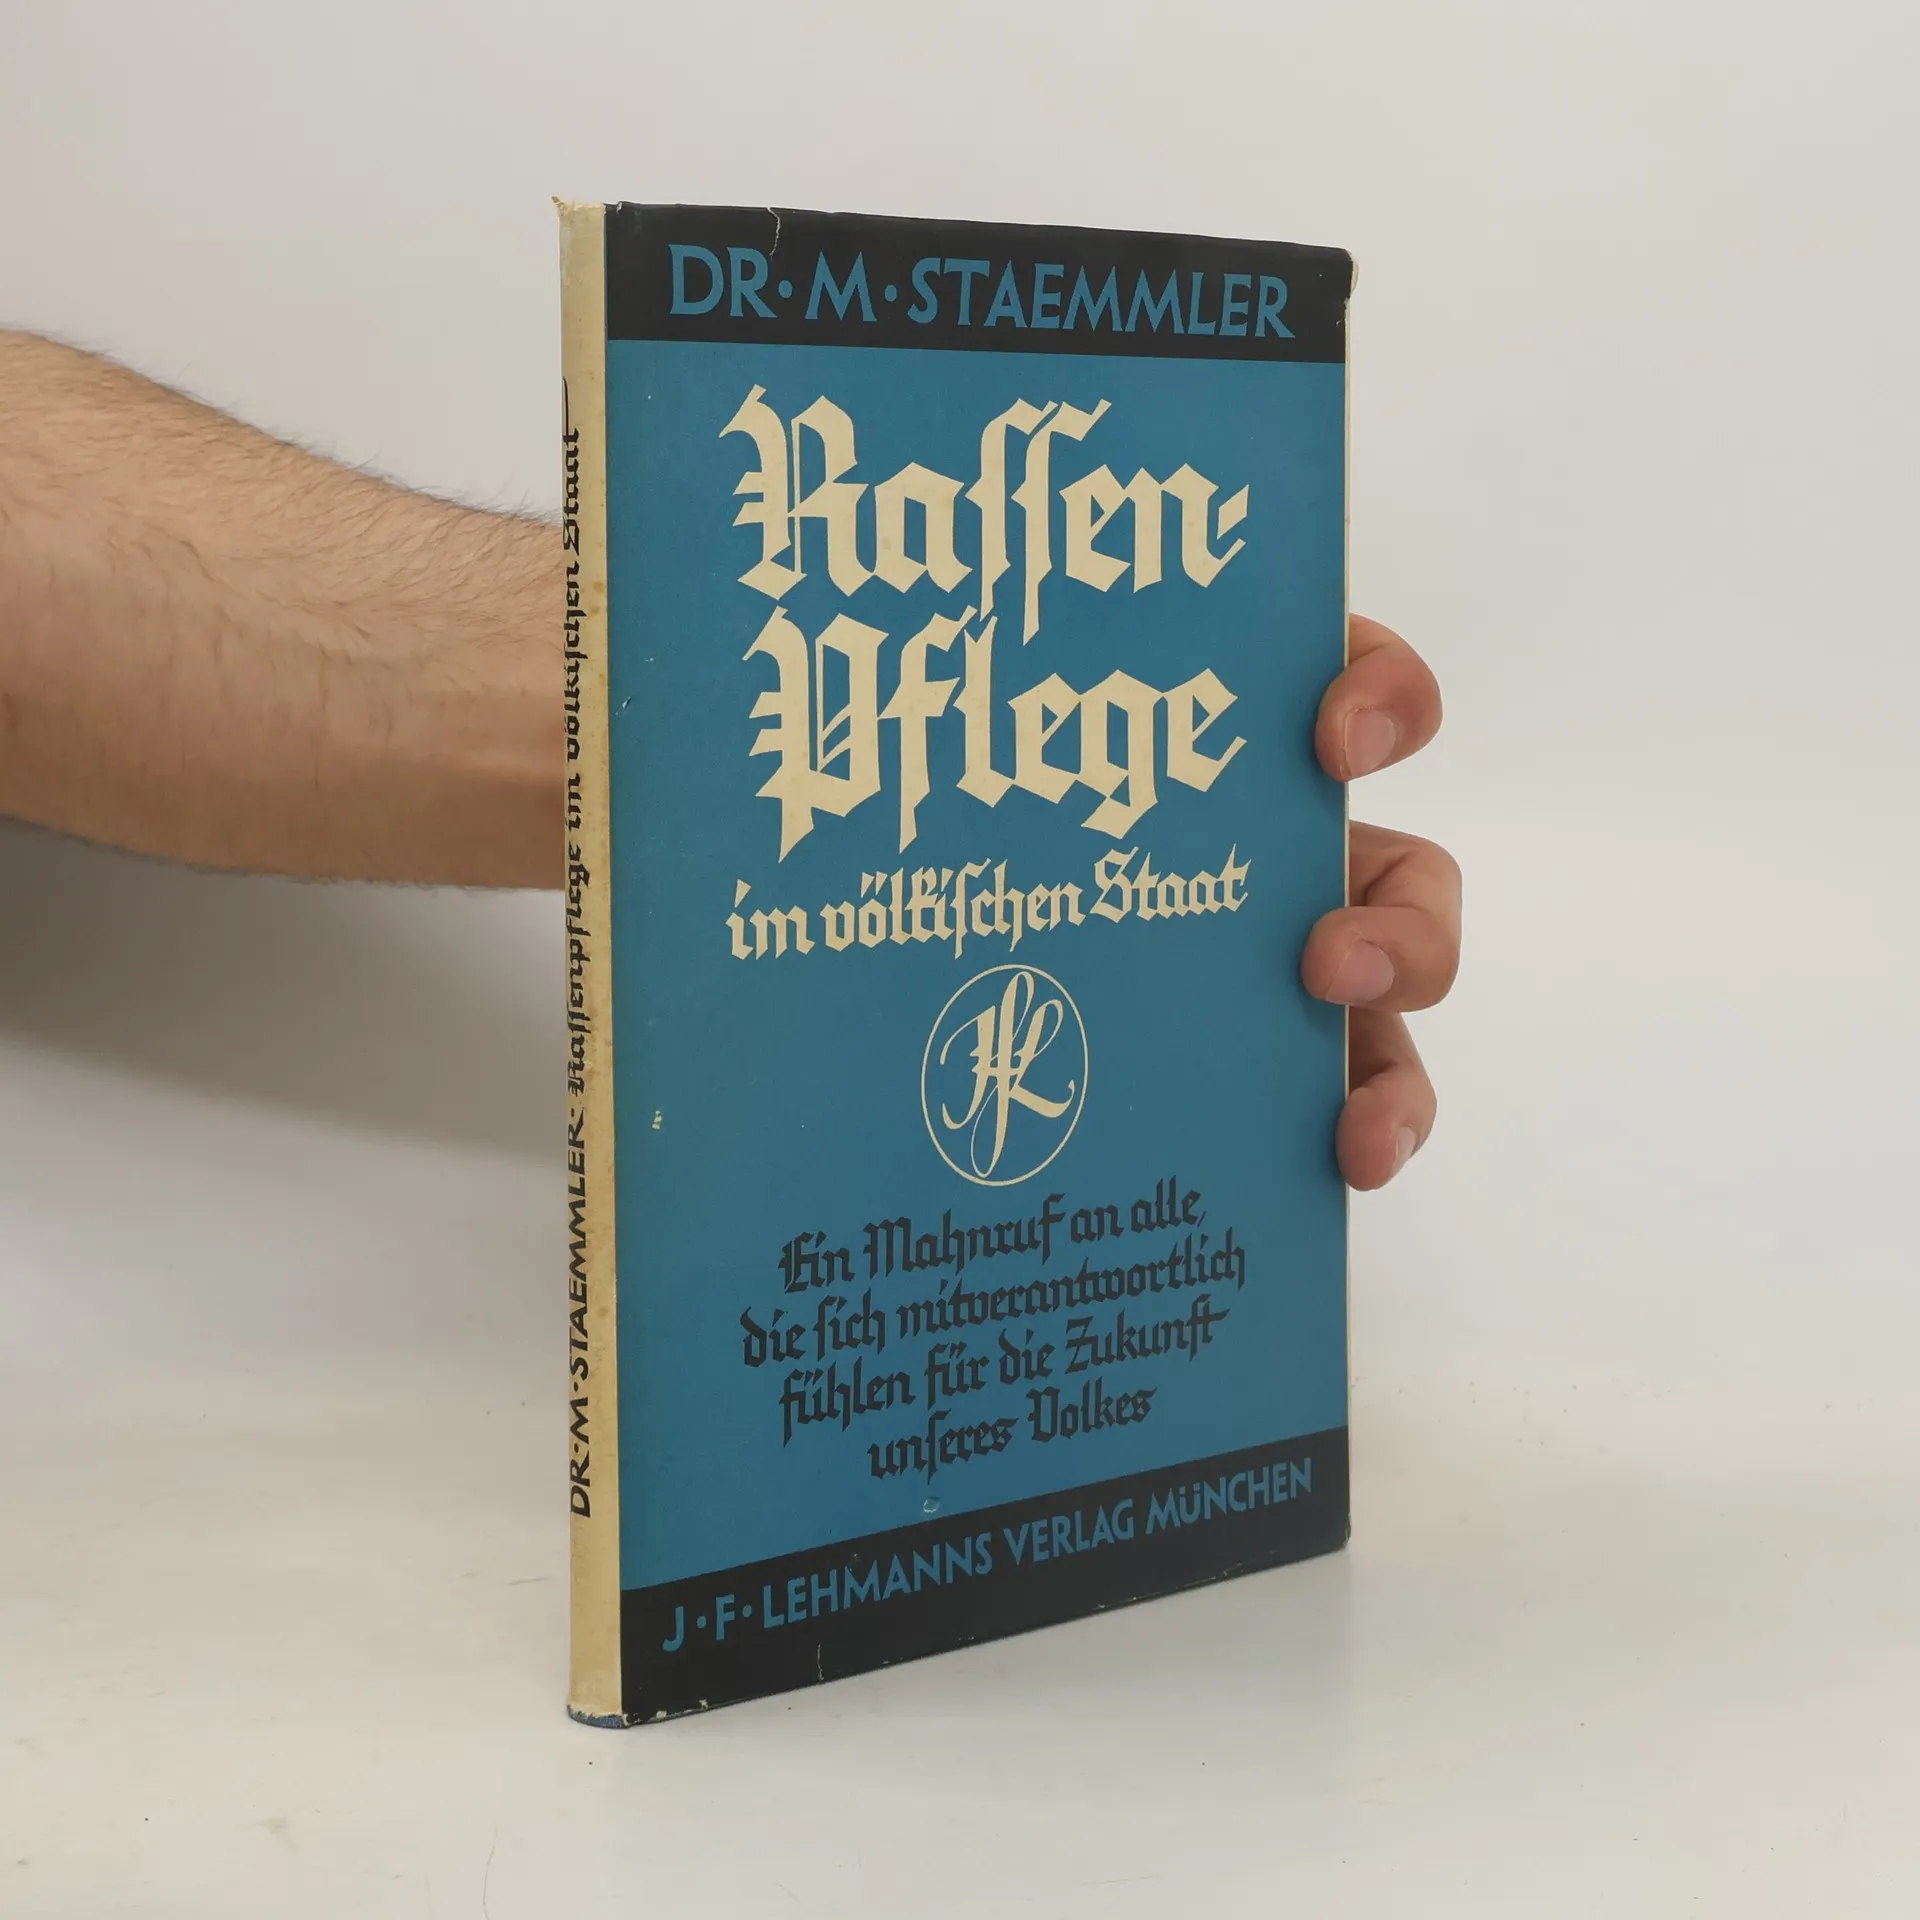 DR·M·STAEMMLER
Rassen-
Pflege
im völkischen Staat
JFL
Ein Mahnruf an alle,
die sich mitverantwortlich
fühlen für die Zukunft
unseres Volkes
J·F·LEHMANNS VERLAG MÜNCHEN
DR·M·STAEMMLER· Rassenpflege im völkischen Staat